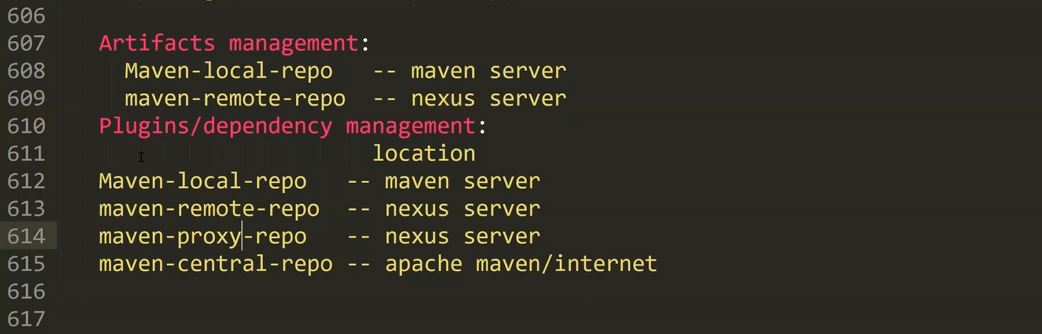 606
607 Artifacts management:
608 Maven-local-repo -- maven server
609 maven-remote-repo -- nexus server
610 Plugins/dependency management:
611 location
612 Maven-local-repo -- maven server
613 maven-remote-repo -- nexus server
614 maven-proxy-repo -- nexus server
615 maven-central-repo -- apache maven/internet
616
617